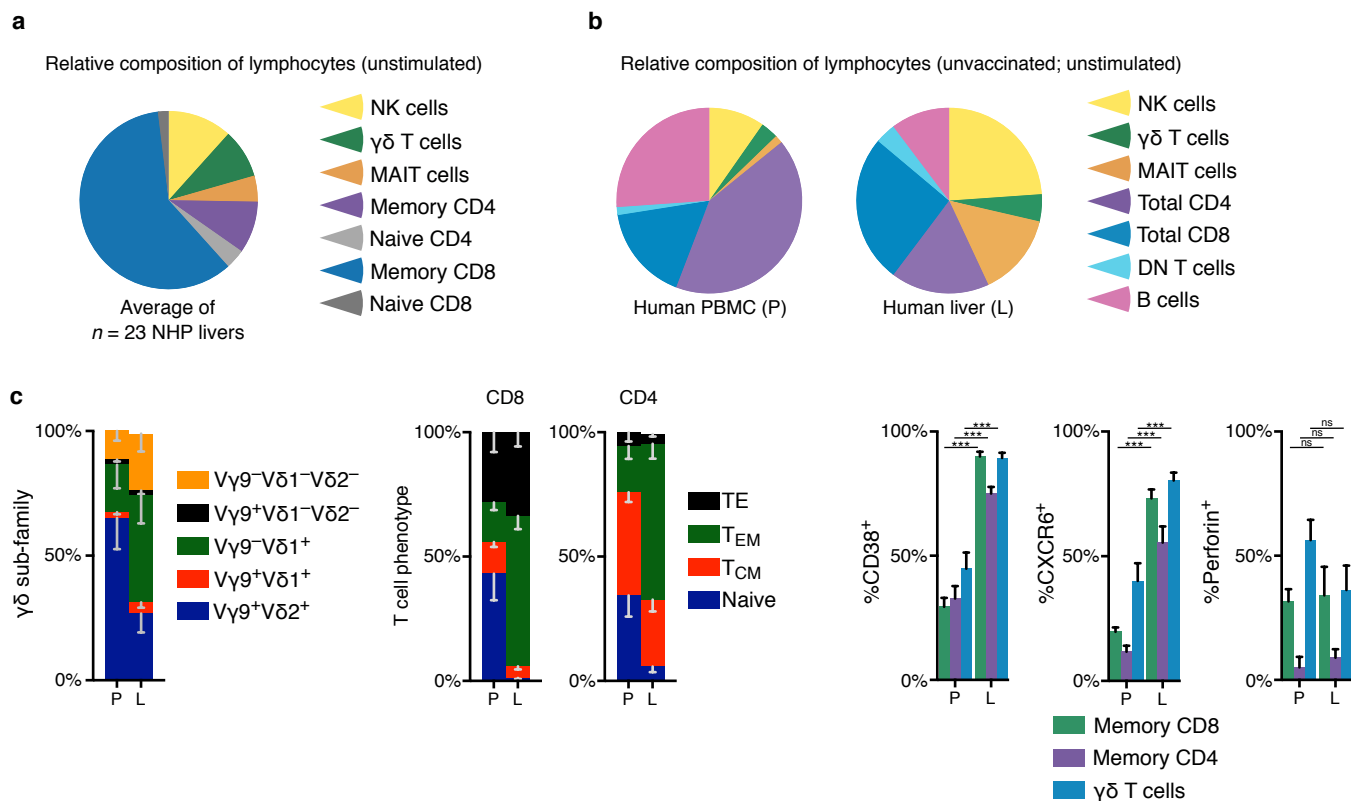 a
Relative composition of lymphocytes (unstimulated)
NK cells
γδ T cells
MAIT cells
Memory CD4
Naive CD4
Memory CD8
Naive CD8
Average of
n = 23 NHP livers
b
Relative composition of lymphocytes (unvaccinated; unstimulated)
Human PBMC (P)
Human liver (L)
NK cells
γδ T cells
MAIT cells
Total CD4
Total CD8
DN T cells
B cells
c
γδ sub-family
100%
50%
0%
P L
Vγ9⁻Vδ1⁻Vδ2⁻
Vγ9⁺Vδ1⁻Vδ2⁻
Vγ9⁻Vδ1⁺
Vγ9⁺Vδ1⁺
Vγ9⁺Vδ2⁺
T cell phenotype
CD8
100%
50%
0%
P L
CD4
100%
50%
0%
P L
TE
TEM
TCM
Naive
%CD38⁺
100%
50%
0%
***
***
***
P L
%CXCR6⁺
100%
50%
0%
***
***
***
P L
%Perforin⁺
100%
50%
0%
ns
ns
ns
P L
Memory CD8
Memory CD4
γδ T cells